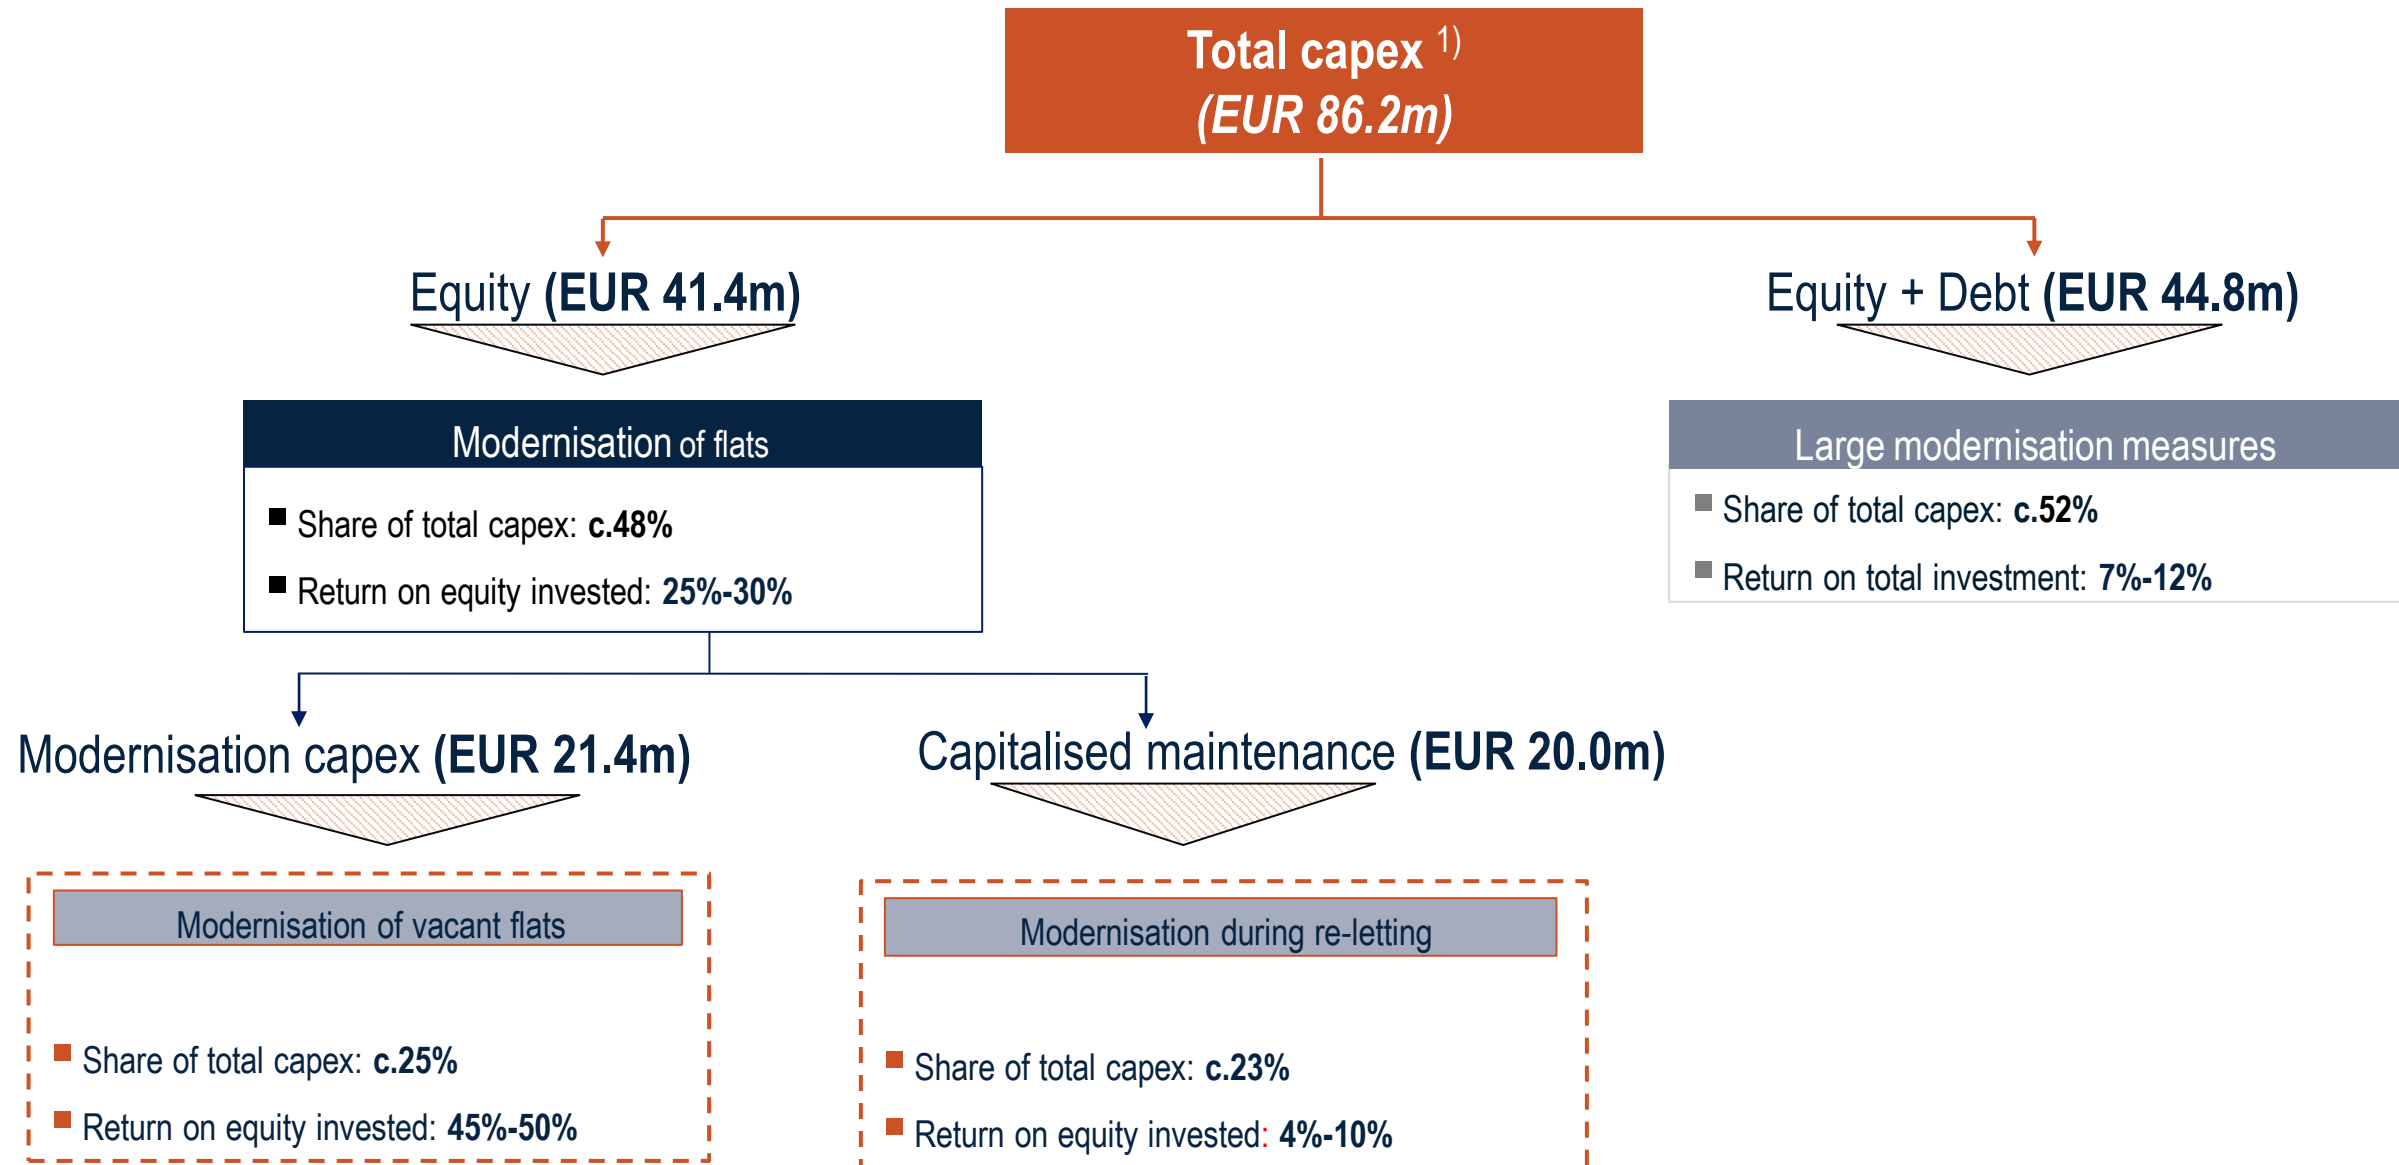 Total capex 1)
(EUR 86.2m)
Equity (EUR 41.4m)
Equity + Debt (EUR 44.8m)
Modernisation of flats
Share of total capex: c.48%
Return on equity invested: 25%-30%
Large modernisation measures
Share of total capex: c.52%
Return on total investment: 7%-12%
Modernisation capex (EUR 21.4m)
Capitalised maintenance (EUR 20.0m)
Modernisation of vacant flats
Share of total capex: c.25%
Return on equity invested: 45%-50%
Modernisation during re-letting
Share of total capex: c.23%
Return on equity invested: 4%-10%